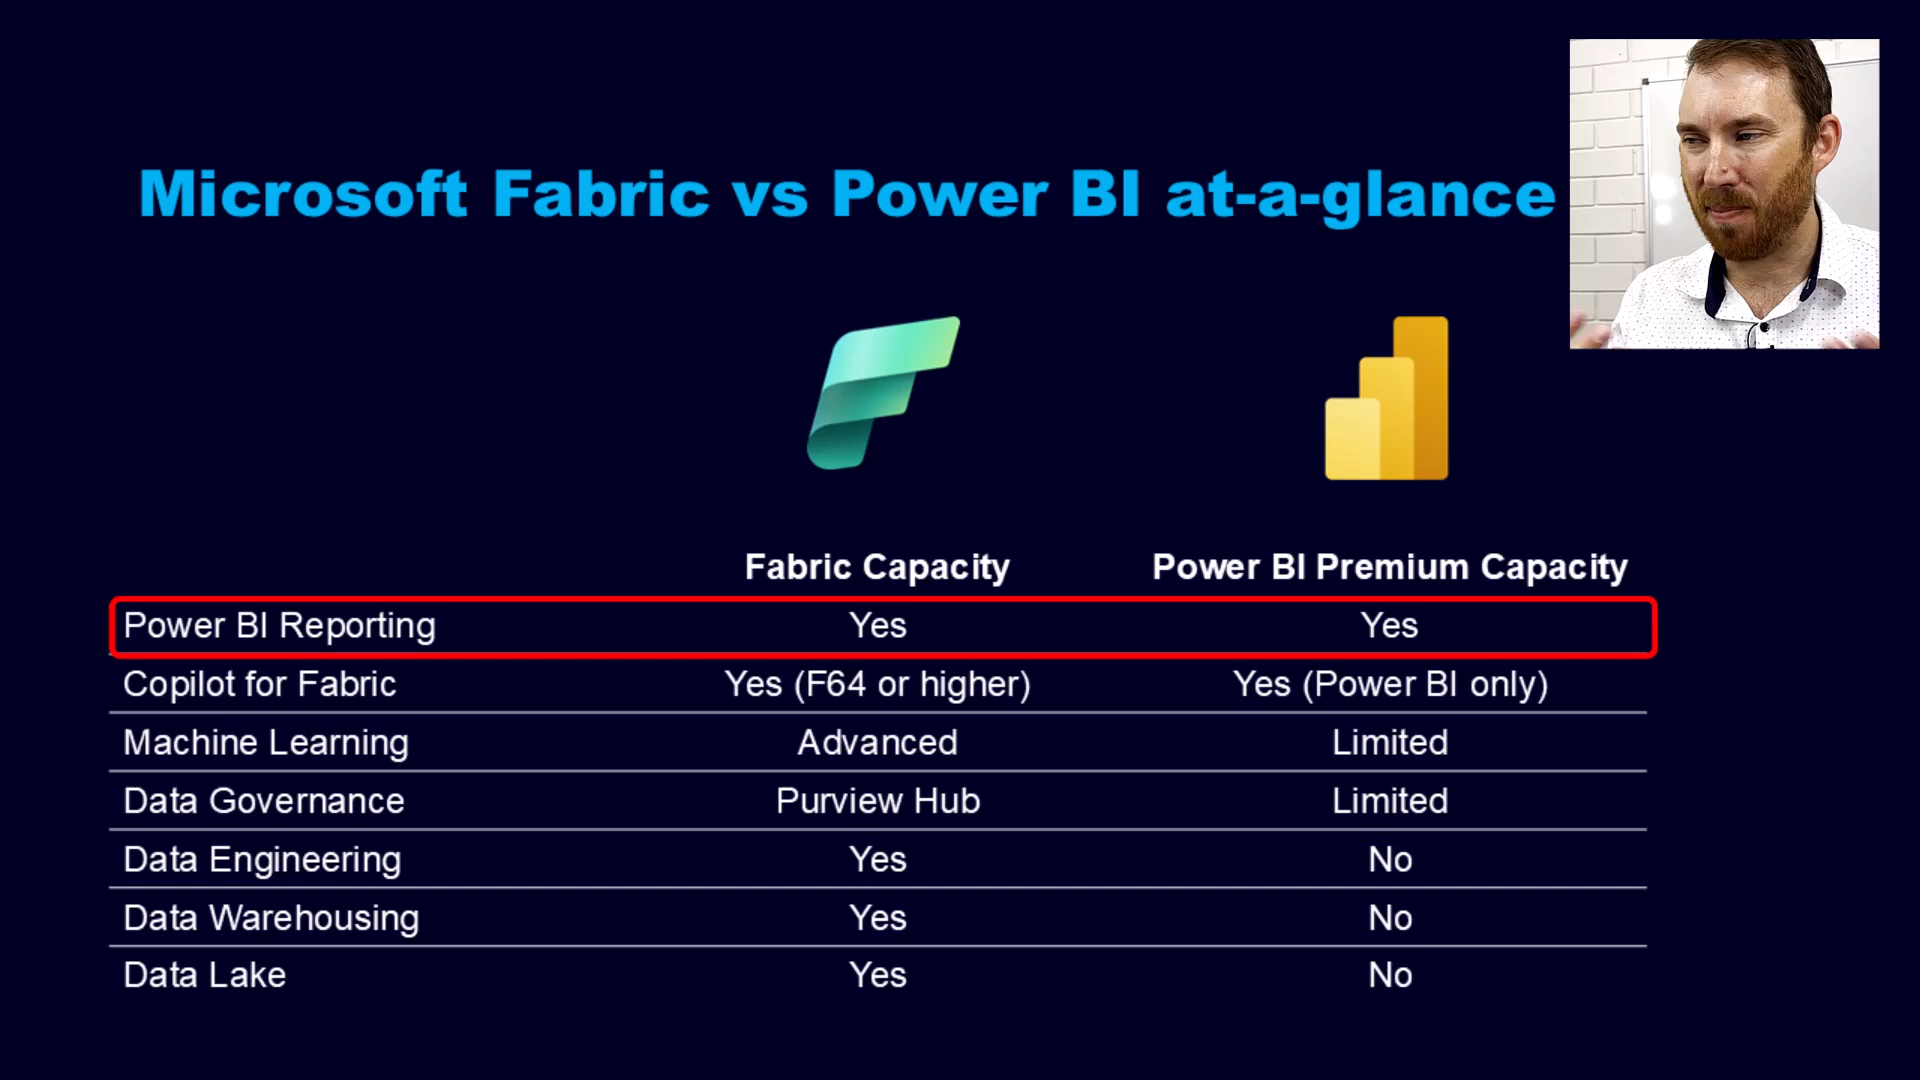 Microsoft Fabric vs Power BI at-a-glance
Fabric Capacity Power BI Premium Capacity
Power BI Reporting Yes Yes
Copilot for Fabric Yes (F64 or higher) Yes (Power BI only)
Machine Learning Advanced Limited
Data Governance Purview Hub Limited
Data Engineering Yes No
Data Warehousing Yes No
Data Lake Yes No